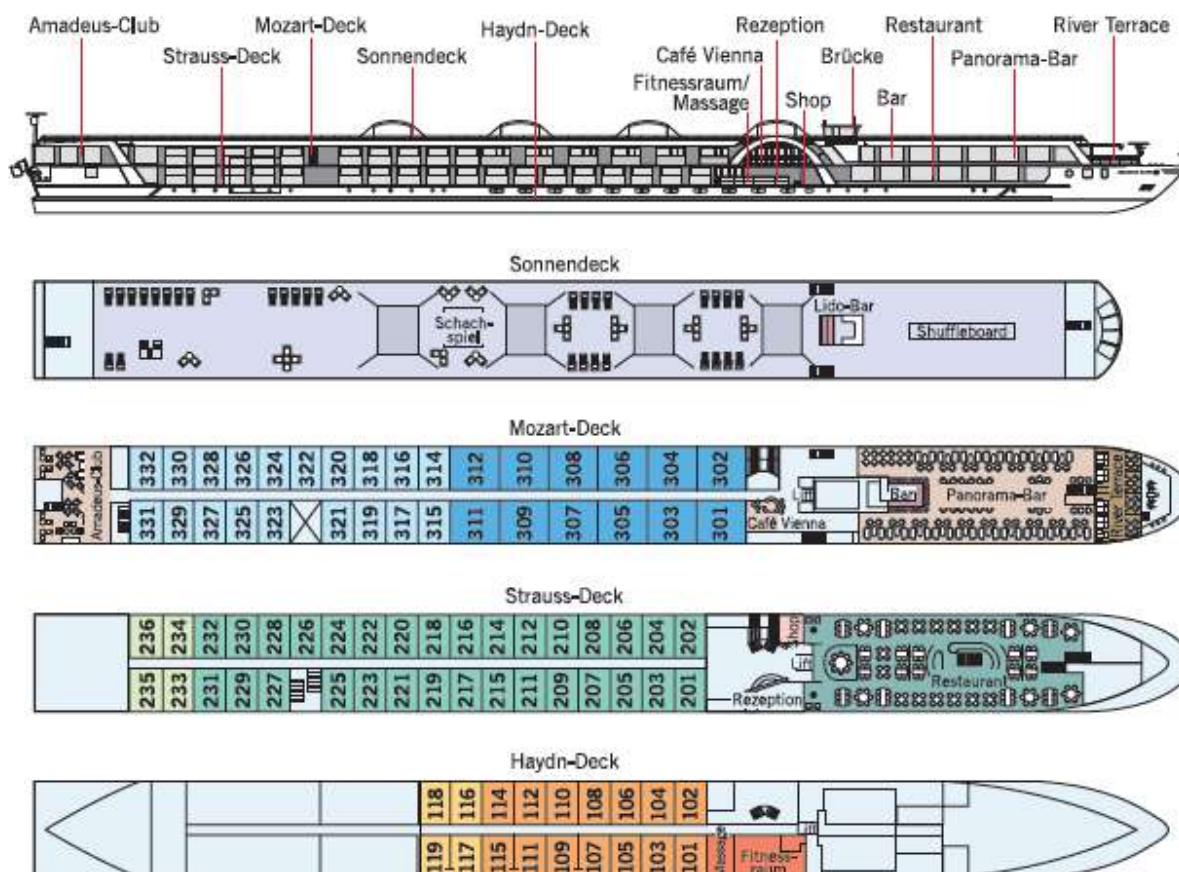 Amadeus-Club
Mozart-Deck
Haydn-Deck
Rezeption
Restaurant
River Terrace
Strauss-Deck
Sonnendeck
Café Vienna
Brücke
Panorama-Bar
Fitnessraum/
Massage
Shop
Bar
Sonnendeck
Schach-
spiel
Lido-Bar
Shuffleboard
Mozart-Deck
Amadeus-Club
332 330 328 326 324 322 320 318 316 314 312 310 308 306 304 302
331 329 327 325 323 321 319 317 315 311 309 307 305 303 301
Café Vienna
Lift
Bar
Panorama-Bar
River Terrace
Strauss-Deck
236 234 232 230 228 226 224 222 220 218 216 214 212 210 208 206 204 202
235 233 231 229 227 225 223 221 219 217 211 209 207 205 203 201
Shop
Lift
Rezeption
Restaurant
Haydn-Deck
118 116 114 112 110 108 106 104 102
119 117 115 111 109 107 105 103 101
Massage
Fitness-
raum
Lift